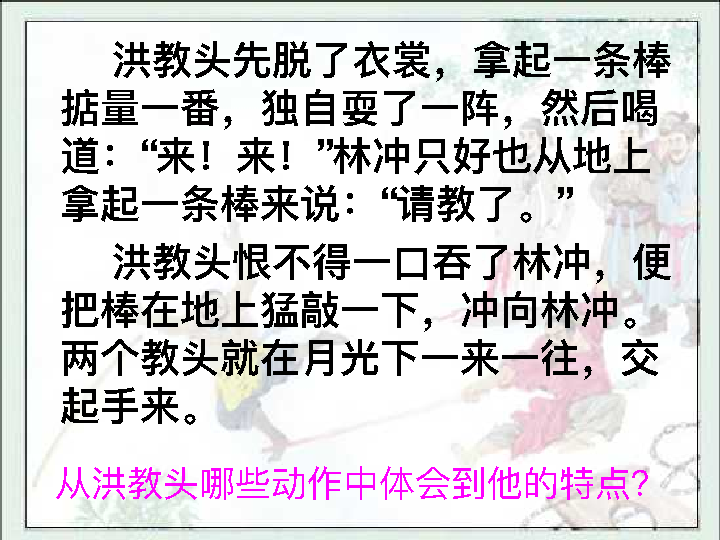 洪教头先脱了衣裳，拿起一条棒
掂量一番，独自耍了一阵，然后喝
道：“来！来！”林冲只好也从地上
拿起一条棒来说：“请教了。”
洪教头恨不得一口吞了林冲，便
把棒在地上猛敲一下，冲向林冲。
两个教头就在月光下一来一往，交
起手来。
从洪教头哪些动作中体会到他的特点？